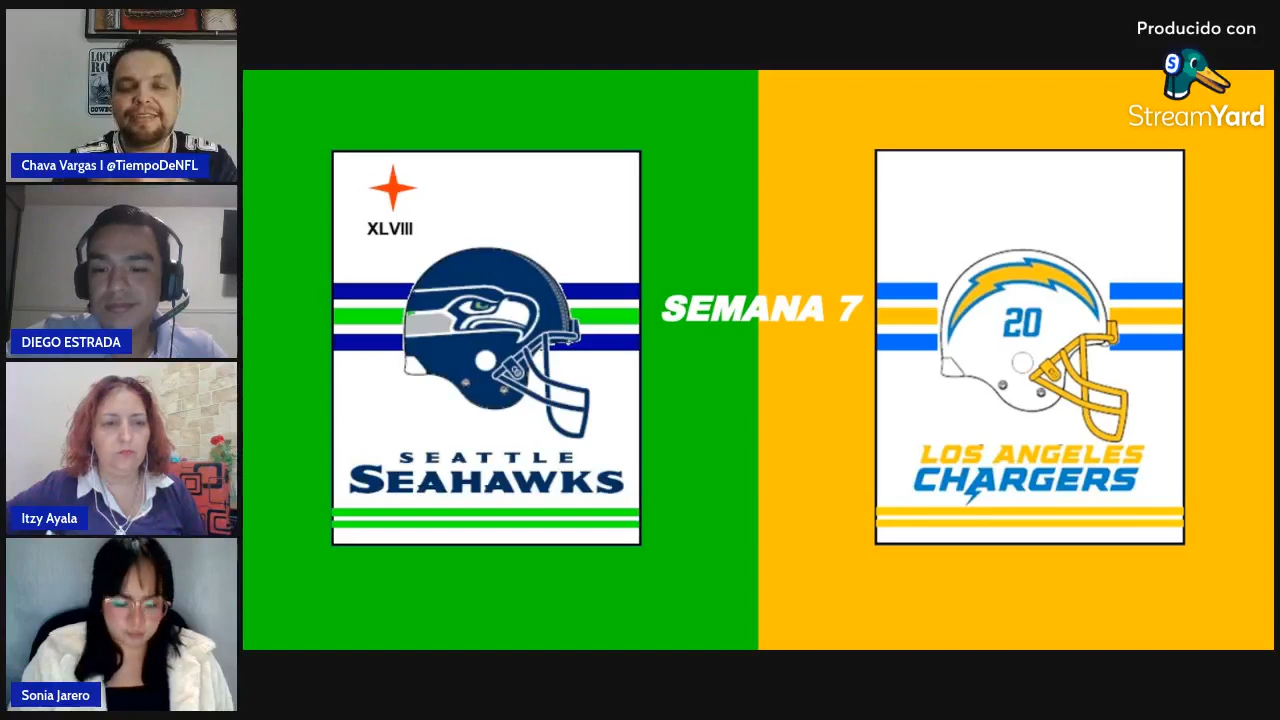 Producido con
S
StreamYard
Chava Vargas I @TiempoDeNFL
DIEGO ESTRADA
Itzy Ayala
Sonia Jarero
XLVIII
SEATTLE
SEAHAWKS
SEMANA 7
20
LOS ANGELES
CHARGERS